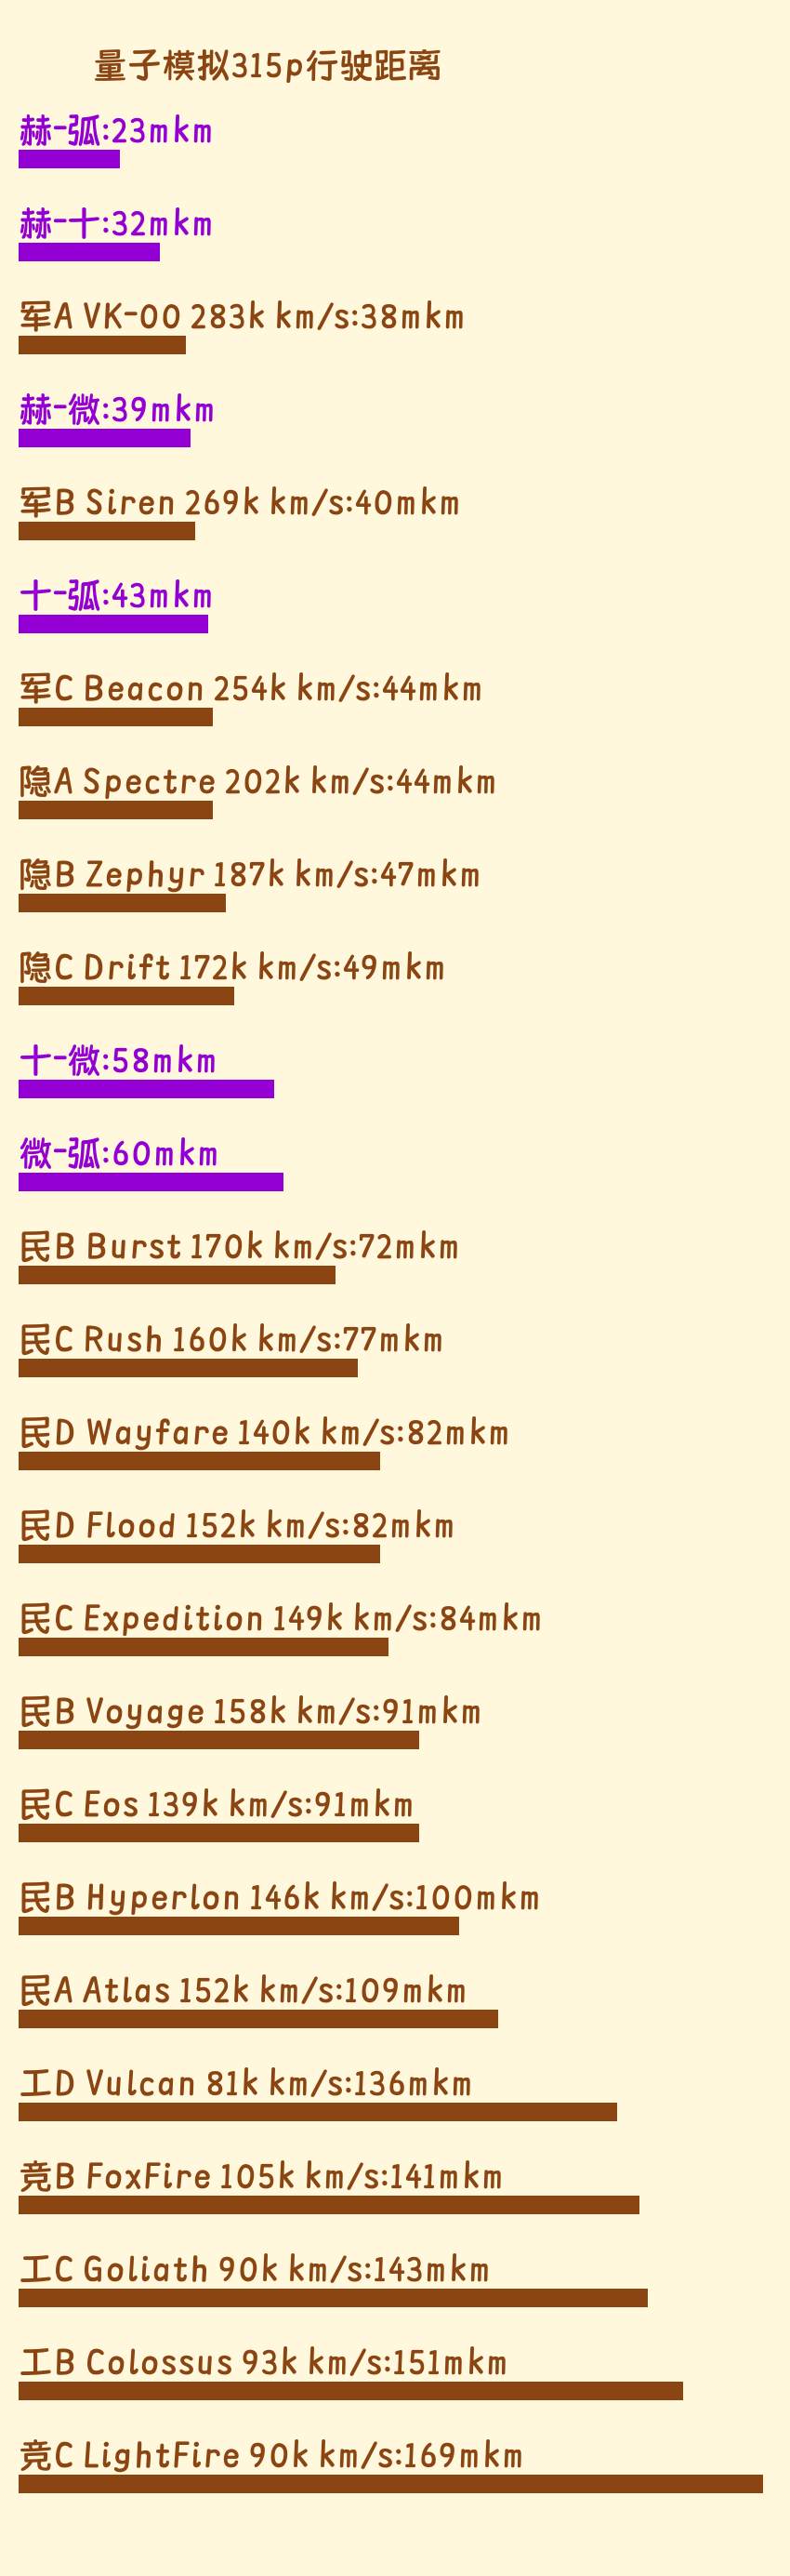 量子模拟315p行驶距离
赫-弧:23mkm
赫-十:32mkm
军A VK-00 283k km/s:38mkm
赫-微:39mkm
军B Siren 269k km/s:40mkm
十-弧:43mkm
军C Beacon 254k km/s:44mkm
隐A Spectre 202k km/s:44mkm
隐B Zephyr 187k km/s:47mkm
隐C Drift 172k km/s:49mkm
十-微:58mkm
微-弧:60mkm
民B Burst 170k km/s:72mkm
民C Rush 160k km/s:77mkm
民D Wayfare 140k km/s:82mkm
民D Flood 152k km/s:82mkm
民C Expedition 149k km/s:84mkm
民B Voyage 158k km/s:91mkm
民C Eos 139k km/s:91mkm
民B Hyperlon 146k km/s:100mkm
民A Atlas 152k km/s:109mkm
工D Vulcan 81k km/s:136mkm
竞B FoxFire 105k km/s:141mkm
工C Goliath 90k km/s:143mkm
工B Colossus 93k km/s:151mkm
竞C LightFire 90k km/s:169mkm